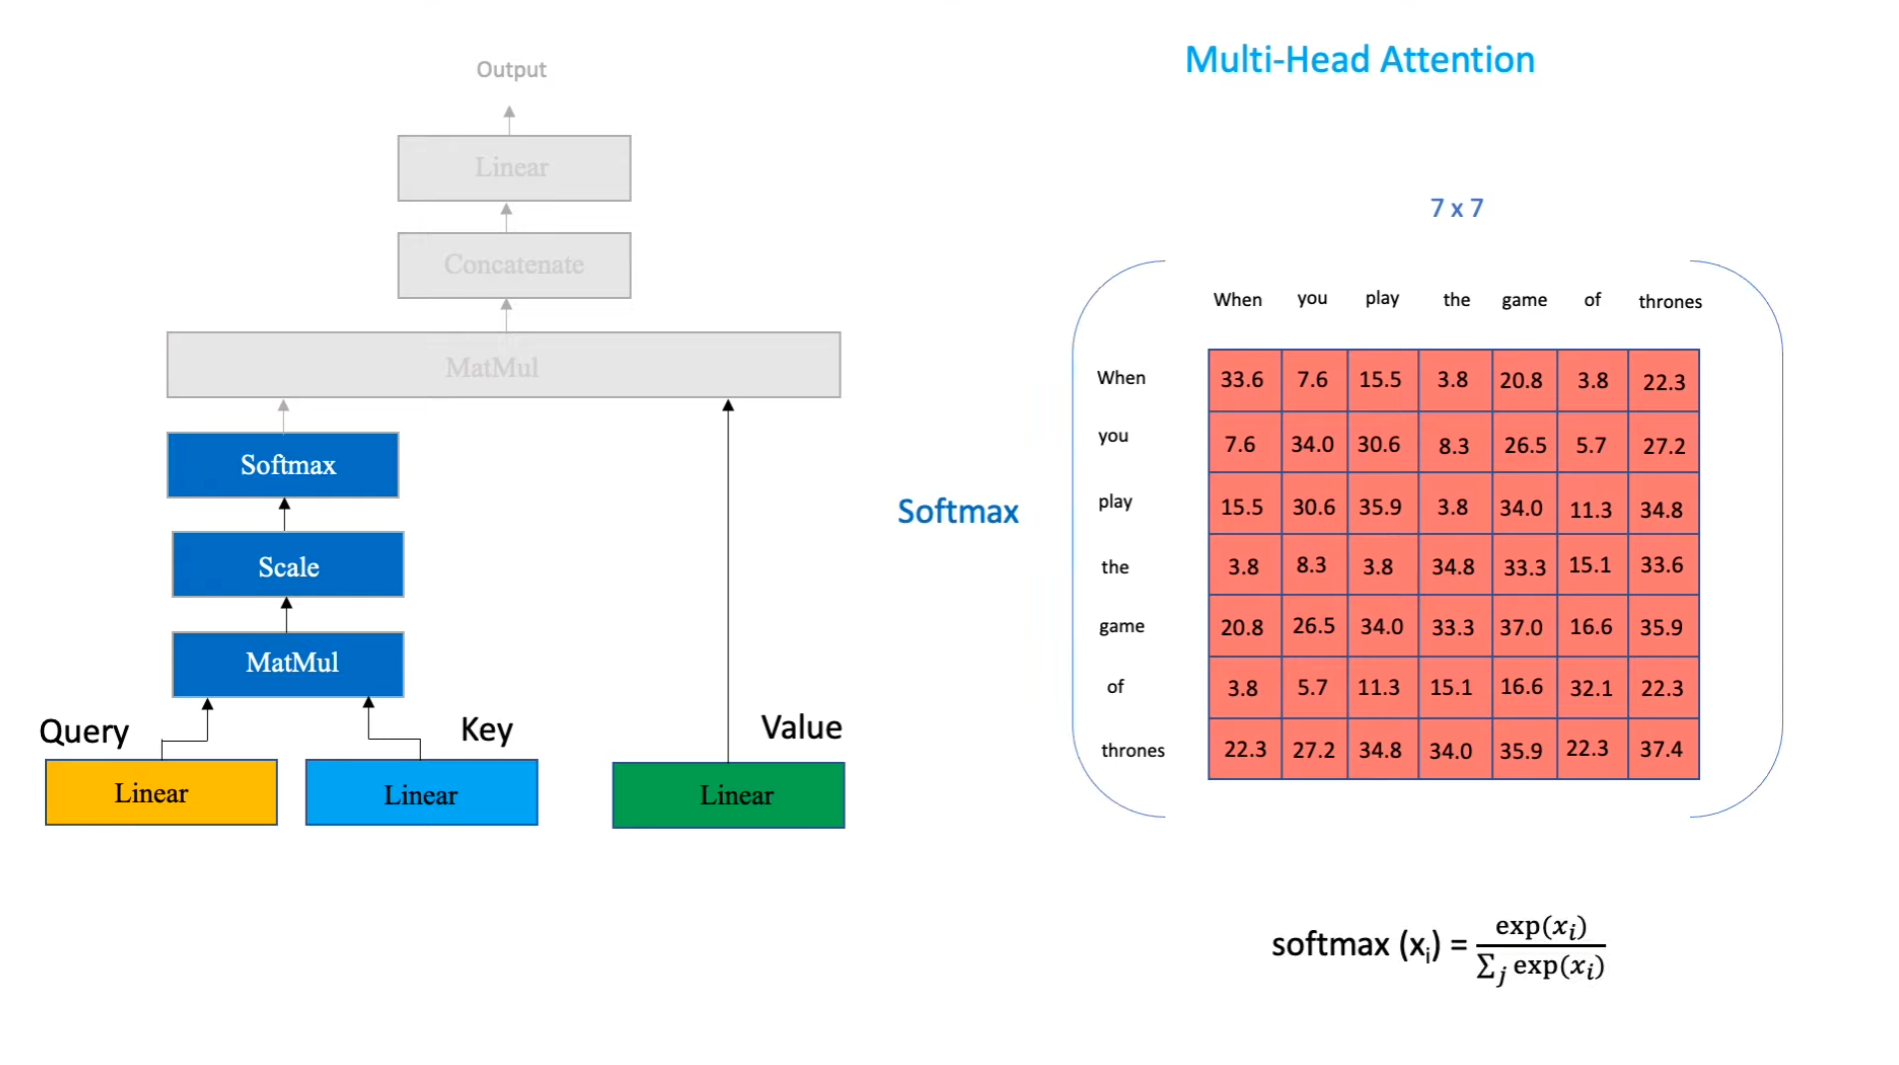 Multi-Head Attention
Output
Linear
Concatenate
MatMul
Softmax
Scale
MatMul
Query
Key
Value
Linear
Linear
Linear
Softmax
7 x 7
When you play the game of thrones
When 33.6 7.6 15.5 3.8 20.8 3.8 22.3
you 7.6 34.0 30.6 8.3 26.5 5.7 27.2
play 15.5 30.6 35.9 3.8 34.0 11.3 34.8
the 3.8 8.3 3.8 34.8 33.3 15.1 33.6
game 20.8 26.5 34.0 33.3 37.0 16.6 35.9
of 3.8 5.7 11.3 15.1 16.6 32.1 22.3
thrones 22.3 27.2 34.8 34.0 35.9 22.3 37.4
softmax (xᵢ) = exp(𝑥ᵢ) / ∑ⱼ exp(𝑥ᵢ)